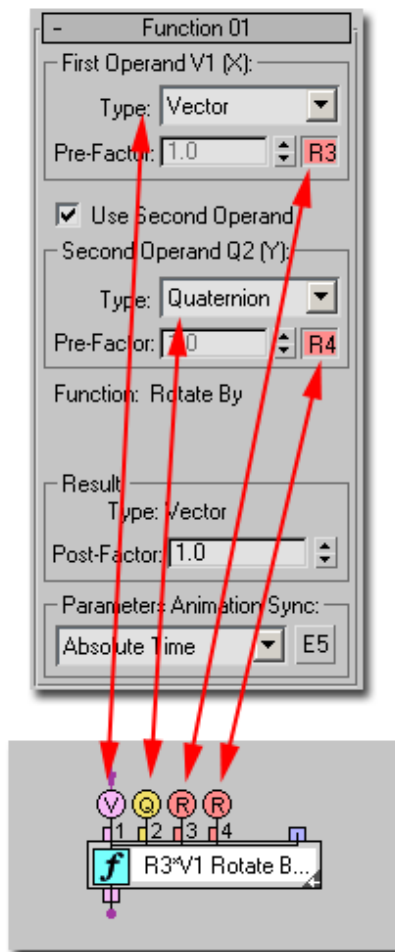 - Function 01
First Operand V1 (X):
Type: Vector
Pre-Factor: 1.0 R3
Use Second Operand
Second Operand Q2 (Y):
Type: Quaternion
Pre-Factor: 1.0 R4
Function: Rotate By
Result
Type: Vector
Post-Factor: 1.0
Parameters Animation Sync:
Absolute Time E5
V Q R R
1 2 3 4
f R3*V1 Rotate B...